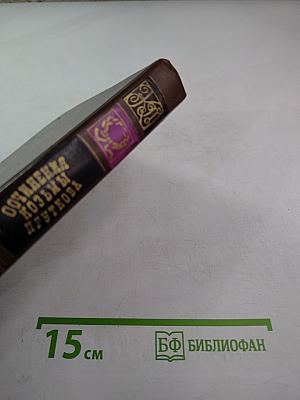 СОЧИНЕНИЯ
КОЗЬМЫ
ПРУТКОВА
15 см
БФ БИБЛИОФАН